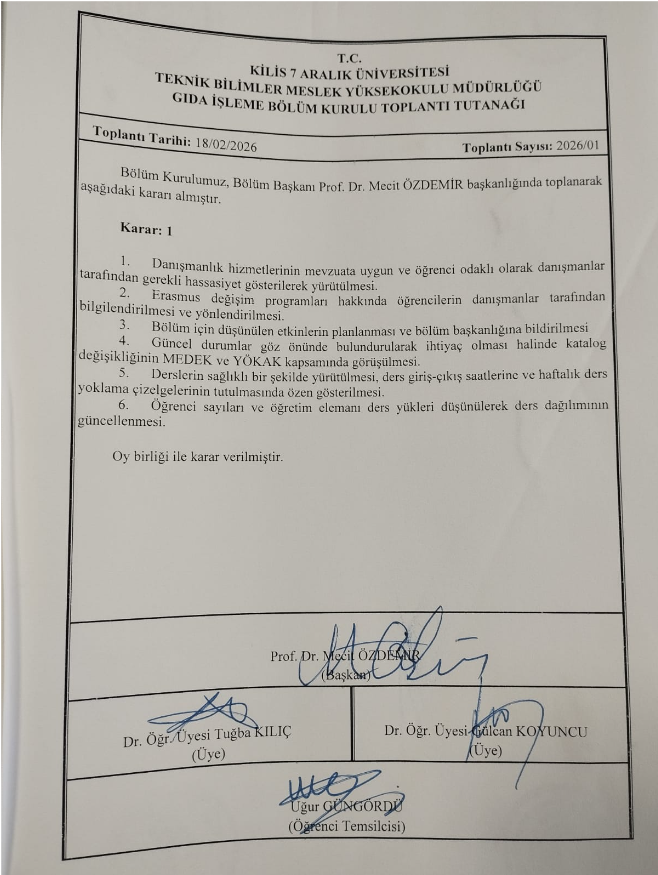 T.C.
KİLİS 7 ARALIK ÜNİVERSİTESİ
TEKNİK BİLİMLER MESLEK YÜKSEKOKULU MÜDÜRLÜĞÜ
GIDA İŞLEME BÖLÜM KURULU TOPLANTI TUTANAĞI
Toplantı Tarihi: 18/02/2026 Toplantı Sayısı: 2026/01
Bölüm Kurulumuz, Bölüm Başkanı Prof. Dr. Mecit ÖZDEMİR başkanlığında toplanarak
aşağıdaki kararı almıştır.
Karar: 1
1. Danışmanlık hizmetlerinin mevzuata uygun ve öğrenci odaklı olarak danışmanlar
tarafından gerekli hassasiyet gösterilerek yürütülmesi.
2. Erasmus değişim programları hakkında öğrencilerin danışmanlar tarafından
bilgilendirilmesi ve yönlendirilmesi.
3. Bölüm için düşünülen etkinlerin planlanması ve bölüm başkanlığına bildirilmesi
4. Güncel durumlar göz önünde bulundurularak ihtiyaç olması halinde katalog
değişikliğinin MEDEK ve YÖKAK kapsamında görüşülmesi.
5. Derslerin sağlıklı bir şekilde yürütülmesi, ders giriş-çıkış saatlerine ve haftalık ders
yoklama çizelgelerinin tutulmasında özen gösterilmesi.
6. Öğrenci sayıları ve öğretim elemanı ders yükleri düşünülerek ders dağılımının
güncellenmesi.
Oy birliği ile karar verilmiştir.
Prof. Dr. Mecit ÖZDEMİR
(Başkan)
Dr. Öğr. Üyesi Tuğba KILIÇ
(Üye)
Dr. Öğr. Üyesi Gülcan KOYUNCU
(Üye)
Uğur GÜNGÖRDÜ
(Öğrenci Temsilcisi)